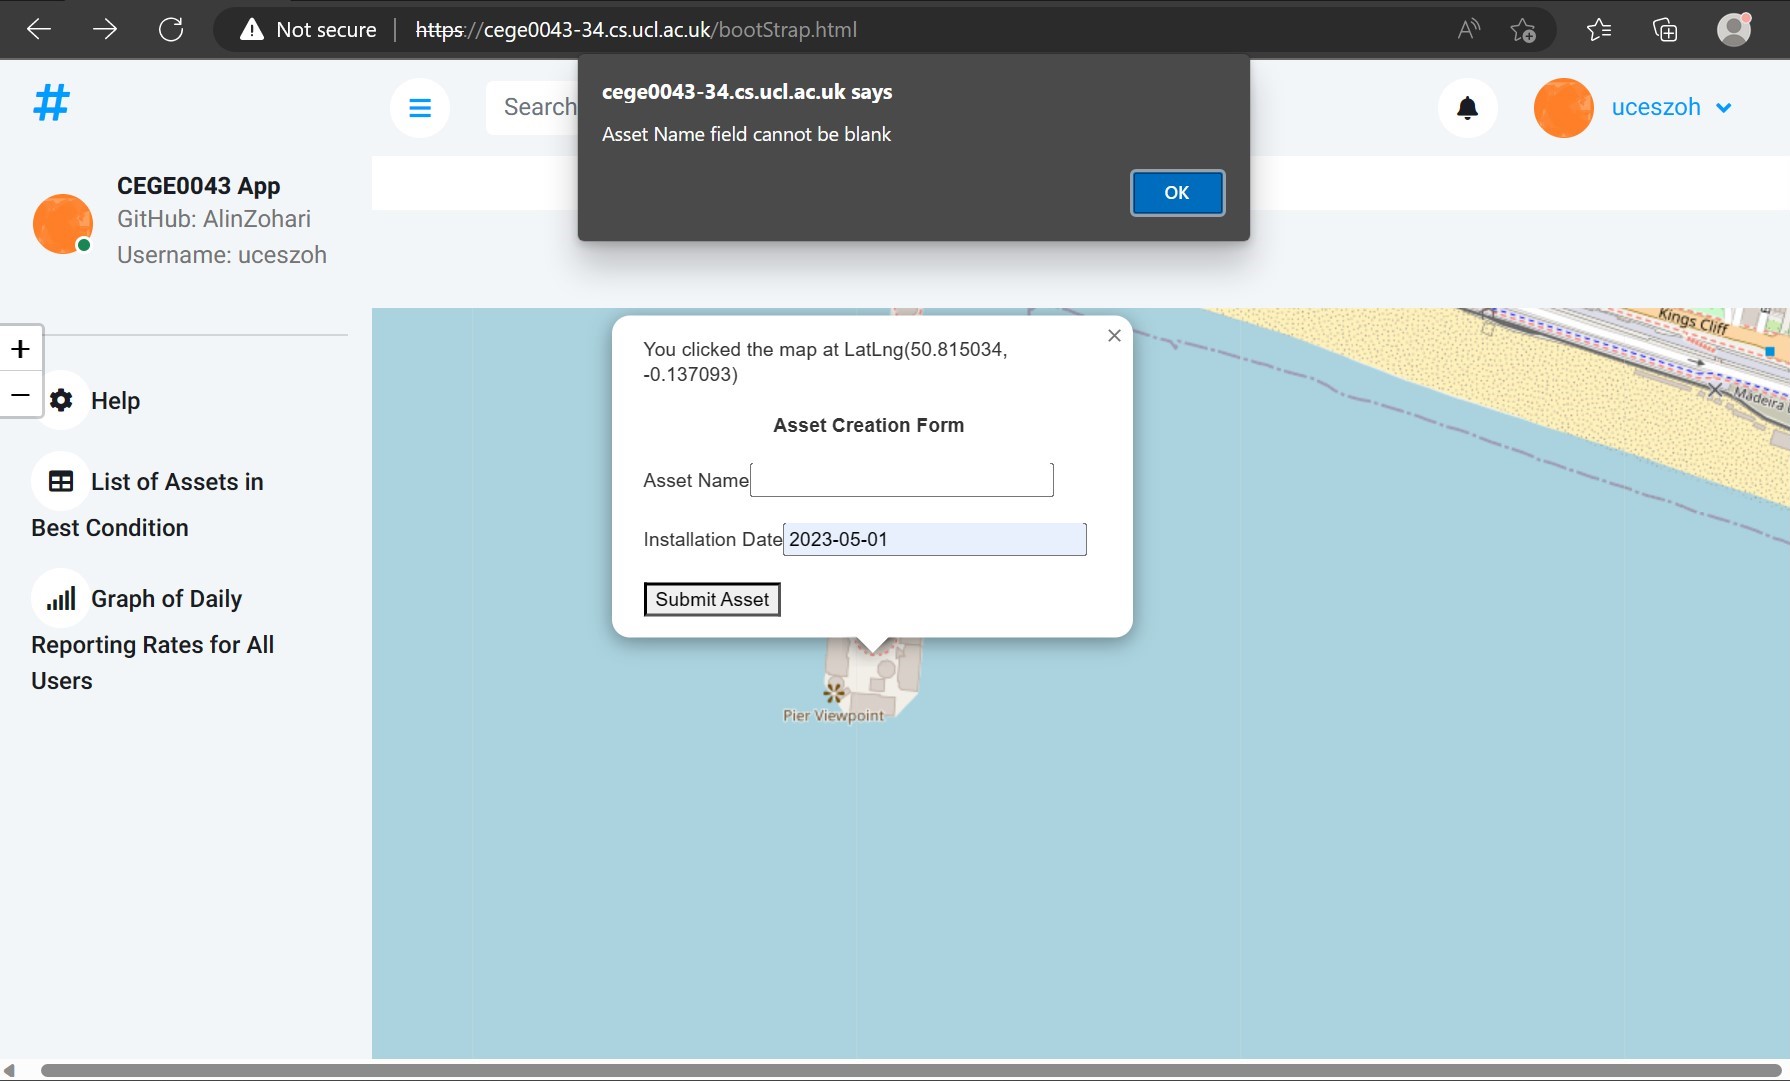 Not secure
https://cege0043-34.cs.ucl.ac.uk/bootStrap.html
#
Search
cege0043-34.cs.ucl.ac.uk says
Asset Name field cannot be blank
OK
uceszoh
CEGE0043 App
GitHub: AlinZohari
Username: uceszoh
+
−
Help
List of Assets in
Best Condition
Graph of Daily
Reporting Rates for All
Users
You clicked the map at LatLng(50.815034,
-0.137093)
×
Asset Creation Form
Asset Name
Installation Date 2023-05-01
Submit Asset
Pier Viewpoint
Kings Cliff
Madeira